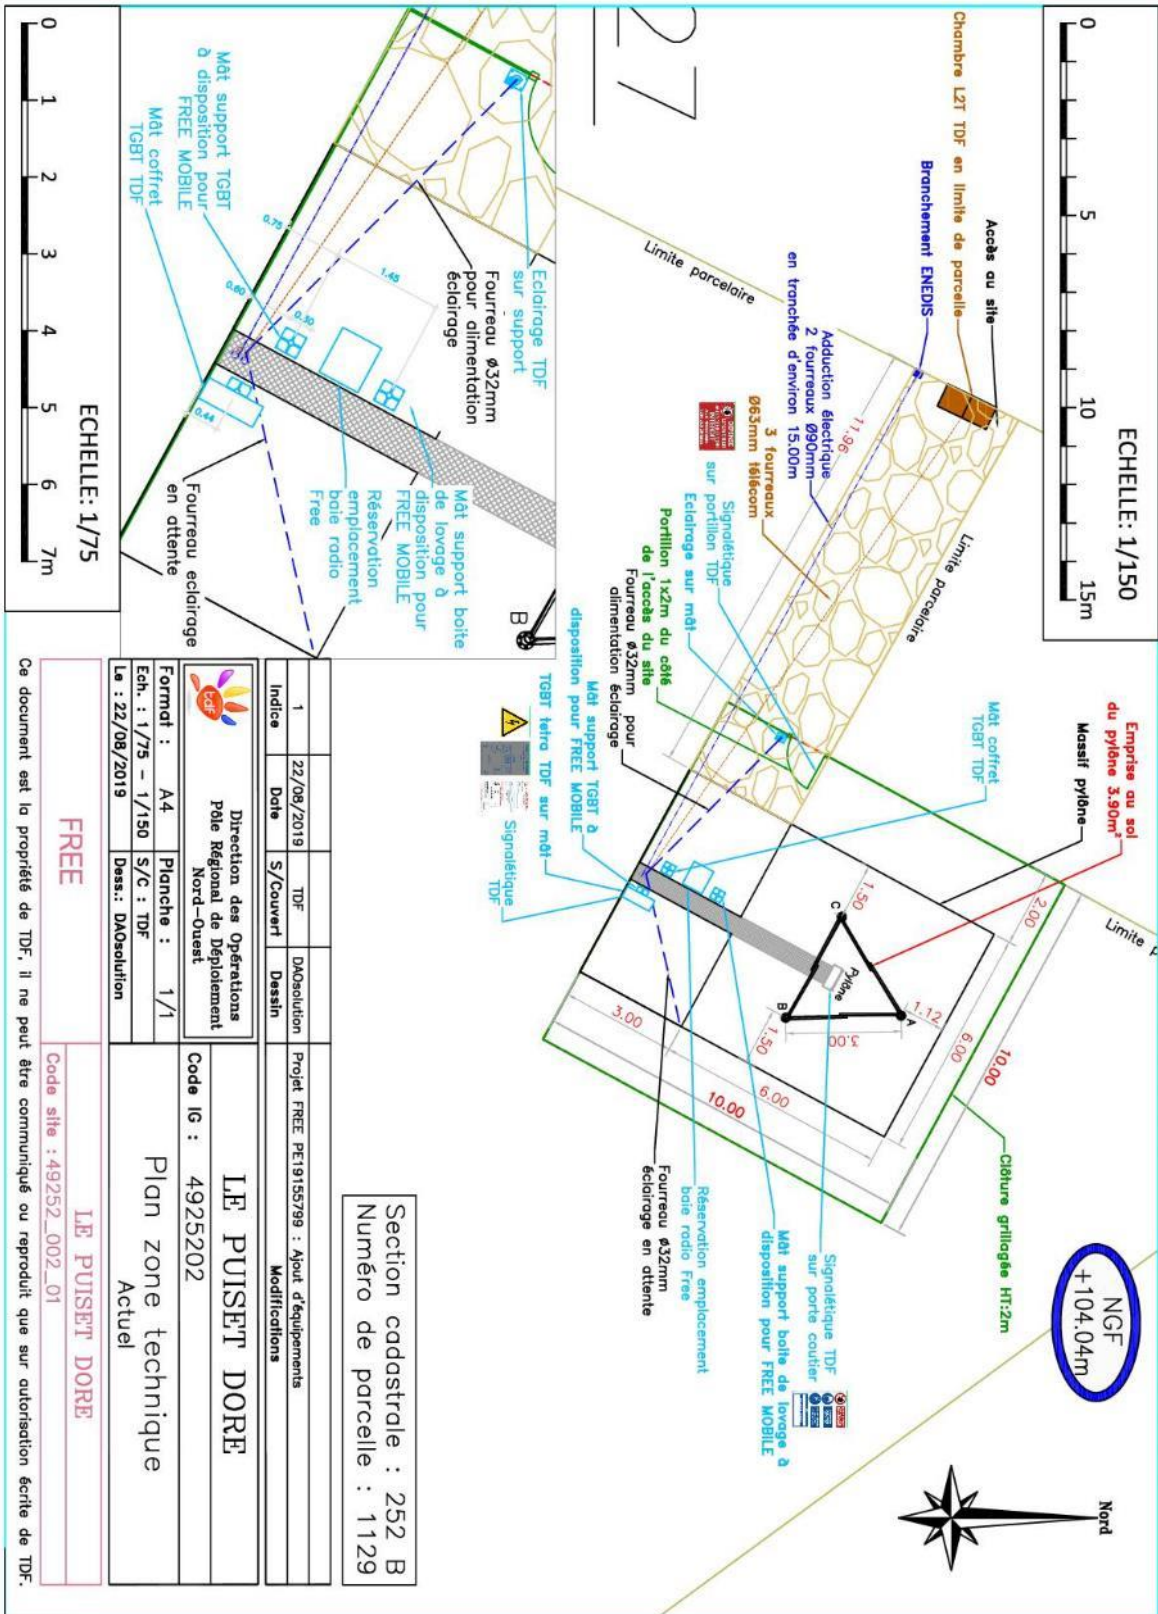 0 5 10 15m
ECHELLE: 1/150
Chambre L2T TDF en limite de parcelle
Accès au site
Branchement ENEDIS
Limite parcelaire
Adduction électrique
2 fourreaux Ø90mm
en tranchée d'environ 15.00m
11.96
3 fourreaux
Ø63mm télécom
Signalétique TDF
sur portillon TDF
Eclairage sur mât
Portillon 1x2m du côté
de l'accès du site
Fourreau Ø32mm pour
alimentation éclairage
Limite parcelaire
Mât support TGBT à
disposition pour FREE MOBILE
TGBT tetra TDF sur mât
Signalétique
TDF
Emprise au sol
du pylône 3.90m²
Massif pylône
Mât coffret
TGBT TDF
Limite p
2.00
10.00
6.00
1.50
1.12
C
A
B
Pylône
3.00
1.50
3.00
6.00
10.00
Clôture grillagée HT:2m
Fourreau Ø32mm
éclairage en attente
Réservation emplacement
baie radio Free
Mât support boite de lovage à
disposition pour FREE MOBILE
Signalétique TDF
sur porte coutier
NGF
+104.04m
Nord
27
Eclairage TDF
sur support
Fourreau Ø32mm
pour alimentation
éclairage
Mât support TGBT
à disposition pour
FREE MOBILE
Mât coffret
TGBT TDF
0.75
1.45
0.60
0.30
0.44
Mât support boite
de lovage à
disposition pour
FREE MOBILE
Réservation
emplacement
baie radio
Free
Fourreau eclairage
en attente
B
0 1 2 3 4 5 6 7m
ECHELLE: 1/75
Section cadastrale : 252 B
Numéro de parcelle : 1129
1 22/08/2019 TDF DAOsolution Projet FREE PE19155799 : Ajout d'équipements
Indice Date S/Couvert Dessin Modifications
tdf
Direction des Opérations
Pôle Régional de Déploiement
Nord-Ouest
Format : A4 Planche : 1/1
Ech. : 1/75 - 1/150 S/C : TDF
Le : 22/08/2019 Dess.: DAOsolution
LE PUISET DORE
Code IG : 4925202
Plan zone technique
Actuel
FREE
LE PUISET DORE
Code site : 49252_002_01
Ce document est la propriété de TDF, il ne peut être communiqué ou reproduit que sur autorisation écrite de TDF.